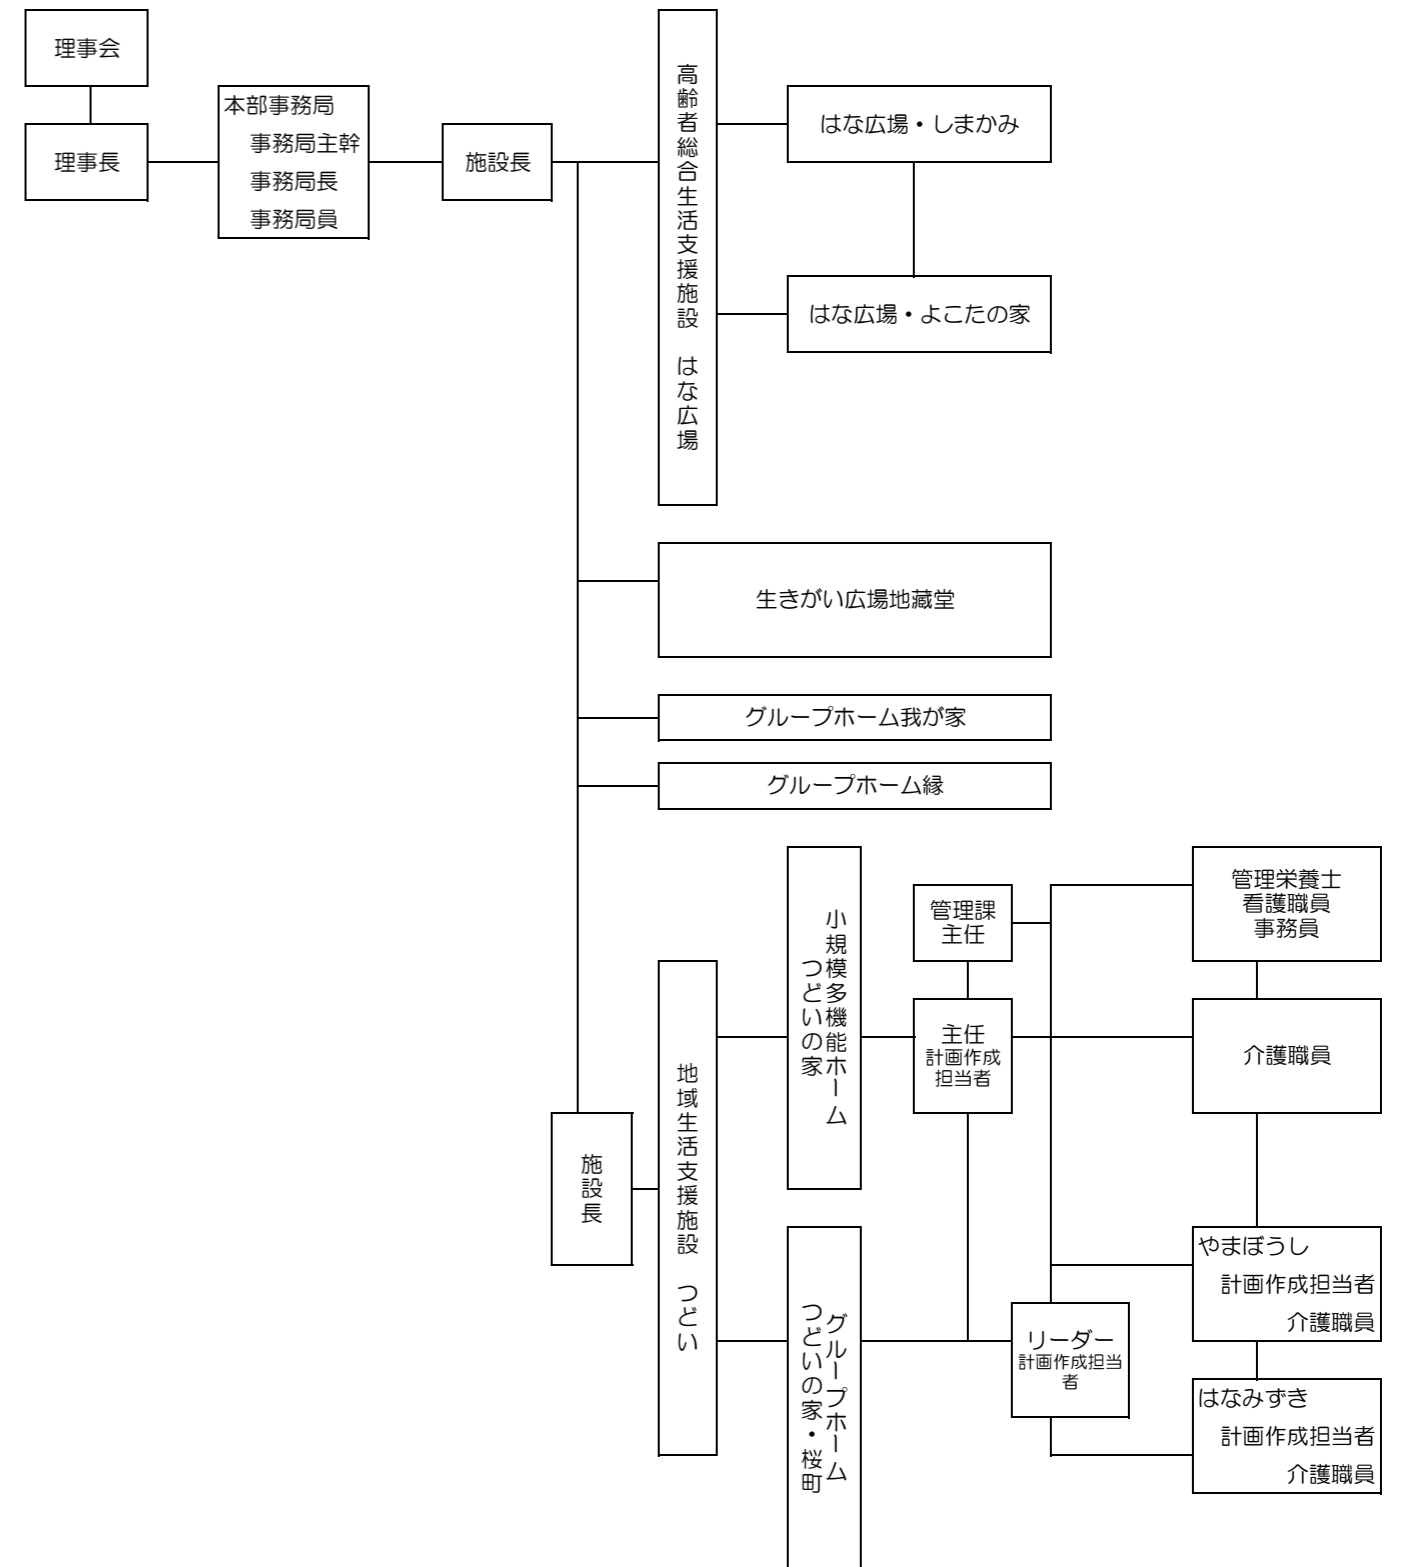 理事会
理事長
本部事務局
事務局主幹
事務局長
事務局員
施設長
高齢者総合生活支援施設　はな広場
はな広場・しまかみ
はな広場・よこたの家
生きがい広場地蔵堂
グループホーム我が家
グループホーム縁
施設長
地域生活支援施設　つどい
小規模多機能ホーム
つどいの家
管理課
主任
主任
計画作成
担当者
管理栄養士
看護職員
事務員
介護職員
グループホーム
つどいの家・桜町
リーダー
計画作成担当
者
やまぼうし
計画作成担当者
介護職員
はなみずき
計画作成担当者
介護職員